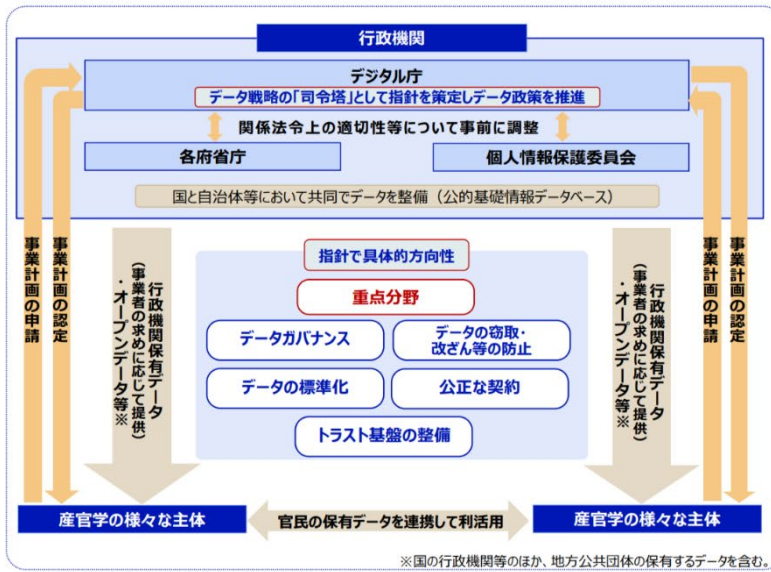 行政機関
デジタル庁
データ戦略の「司令塔」として指針を策定しデータ政策を推進
関係法令上の適切性等について事前に調整
各府省庁
個人情報保護委員会
国と自治体等において共同でデータを整備（公的基礎情報データベース）
事業計画の申請
事業計画の認定
行政機関保有データ
（事業者の求めに応じて提供）
・オープンデータ等※
指針で具体的方向性
重点分野
データガバナンス
データの窃取・
改ざん等の防止
データの標準化
公正な契約
トラスト基盤の整備
行政機関保有データ
（事業者の求めに応じて提供）
・オープンデータ等※
事業計画の申請
事業計画の認定
産官学の様々な主体
官民の保有データを連携して利活用
産官学の様々な主体
※国の行政機関等のほか、地方公共団体の保有するデータを含む。